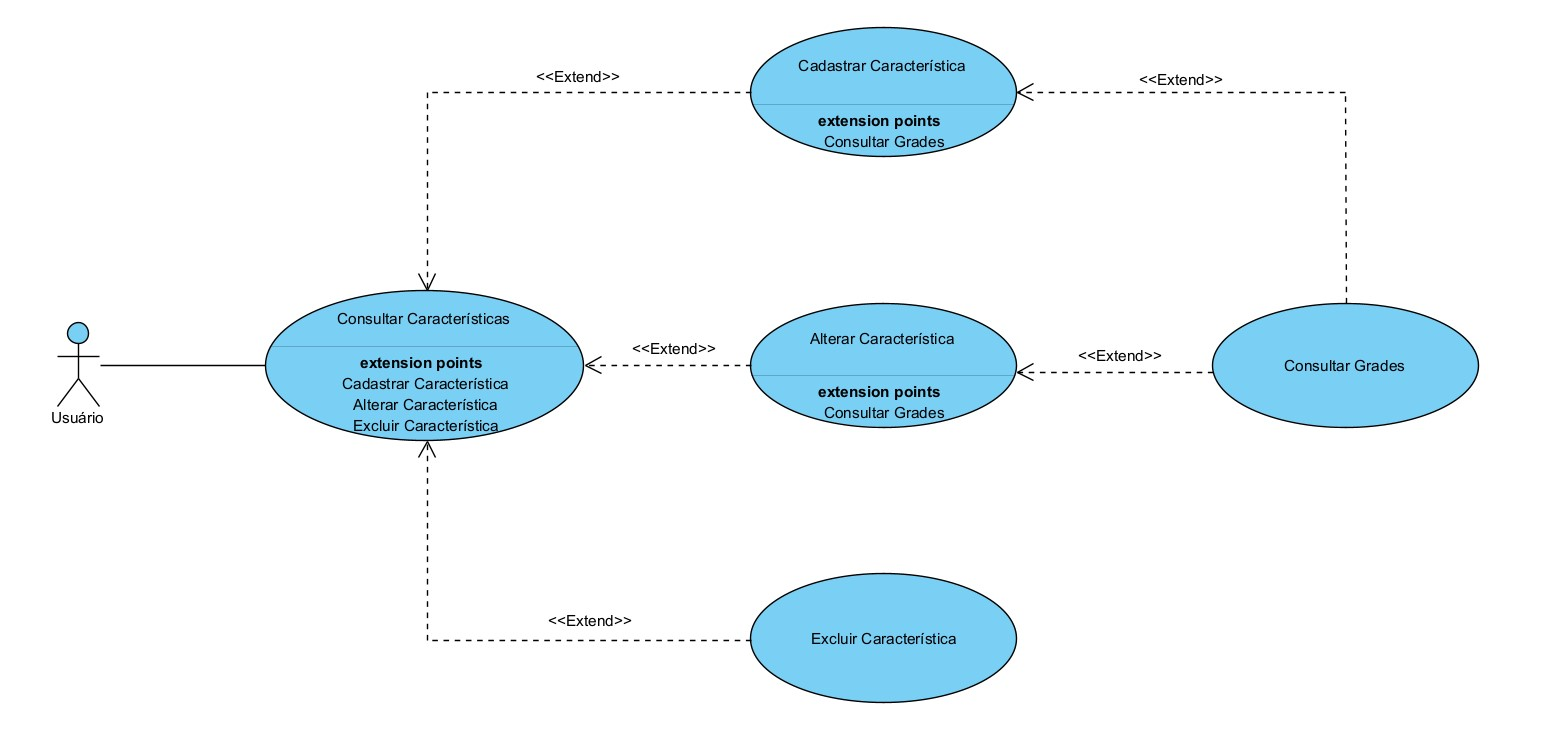 <<Extend>>
Cadastrar Característica
extension points
Consultar Grades
<<Extend>>
Usuário
Consultar Características
extension points
Cadastrar Característica
Alterar Característica
Excluir Característica
<<Extend>>
Alterar Característica
extension points
Consultar Grades
<<Extend>>
Consultar Grades
<<Extend>>
Excluir Característica